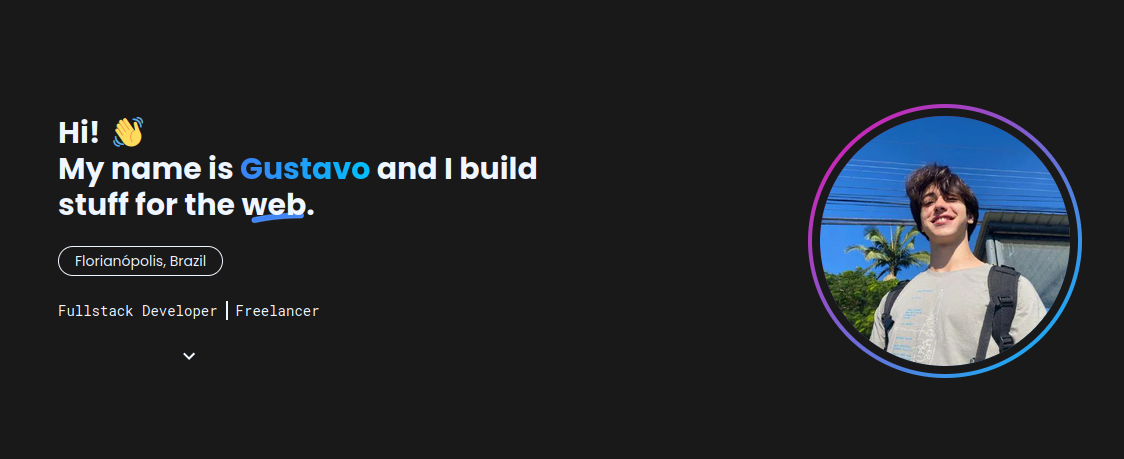 Hi! 👋
My name is Gustavo and I build
stuff for the web.
Florianópolis, Brazil
Fullstack Developer | Freelancer